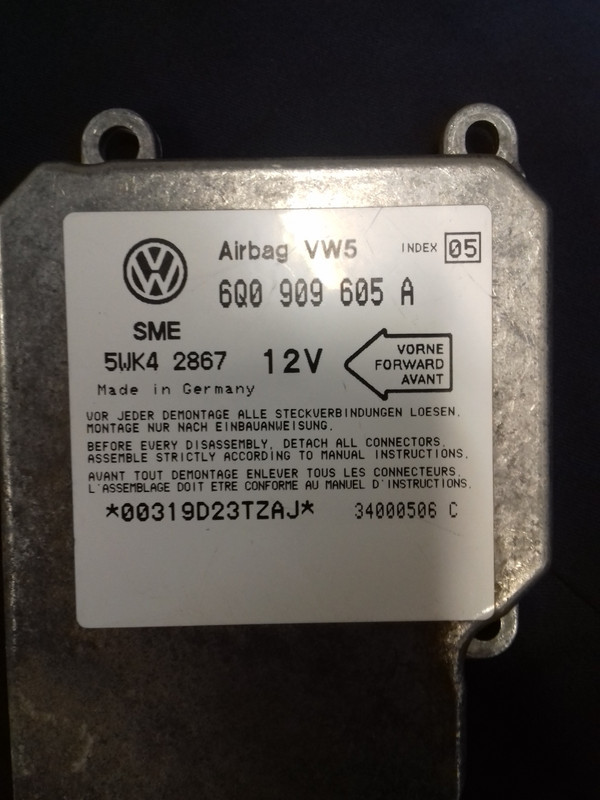 Airbag VW5 INDEX 05
6Q0 909 605 A
SME
5WK4 2867 12V
VORNE
FORWARD
AVANT
Made in Germany
VOR JEDER DEMONTAGE ALLE STECKVERBINDUNGEN LOESEN.
MONTAGE NUR NACH EINBAUANWEISUNG.
BEFORE EVERY DISASSEMBLY, DETACH ALL CONNECTORS.
ASSEMBLE STRICTLY ACCORDING TO MANUAL INSTRUCTIONS.
AVANT TOUT DEMONTAGE ENLEVER TOUS LES CONNECTEURS.
L'ASSEMBLAGE DOIT ETRE CONFORME AU MANUEL D'INSTRUCTIONS.
*00319D23TZAJ* 34000506 C